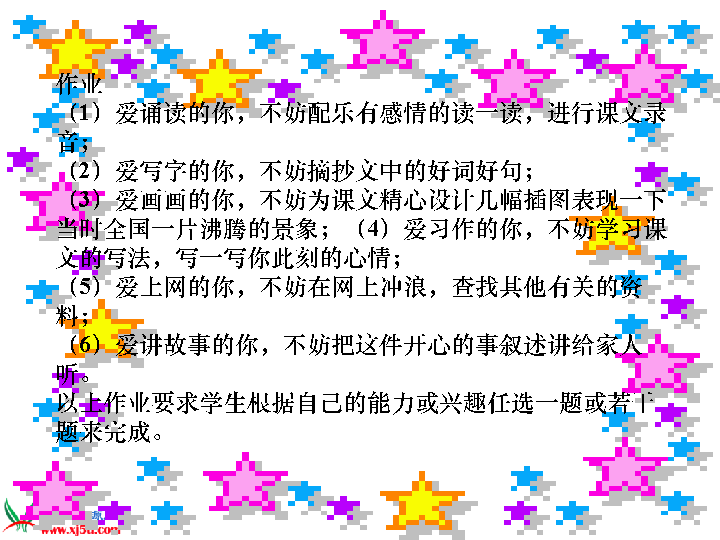 作业
（1）爱诵读的你，不妨配乐有感情的读一读，进行课文录
音；
（2）爱写字的你，不妨摘抄文中的好词好句；
（3）爱画画的你，不妨为课文精心设计几幅插图表现一下
当时全国一片沸腾的景象；（4）爱习作的你，不妨学习课
文的写法，写一写你此刻的心情；
（5）爱上网的你，不妨在网上冲浪，查找其他有关的资
料；
（6）爱讲故事的你，不妨把这件开心的事叙述讲给家人
听。
以上作业要求学生根据自己的能力或兴趣任选一题或若干
题来完成。
www.xj5u.com